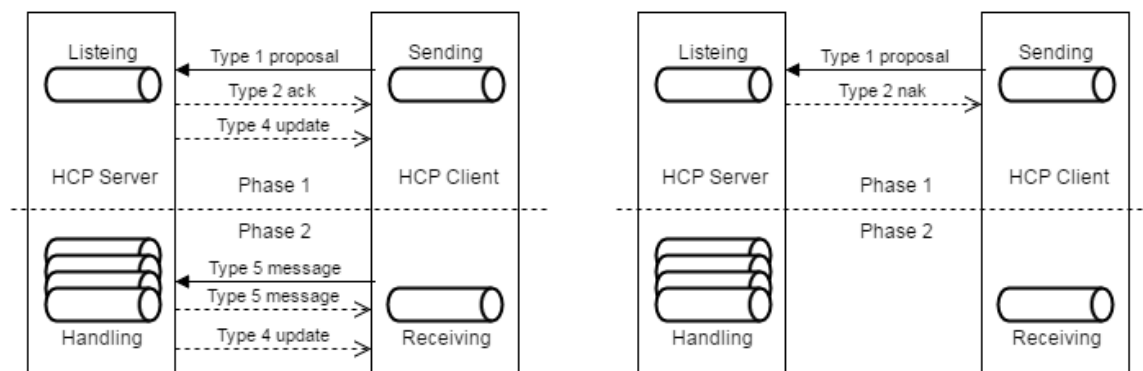 Listeing
Type 1 proposal
Sending
Type 2 ack
Type 4 update
HCP Server
Phase 1
HCP Client
Phase 2
Type 5 message
Type 5 message
Handling
Type 4 update
Receiving
Listeing
Type 1 proposal
Sending
Type 2 nak
HCP Server
Phase 1
HCP Client
Phase 2
Handling
Receiving